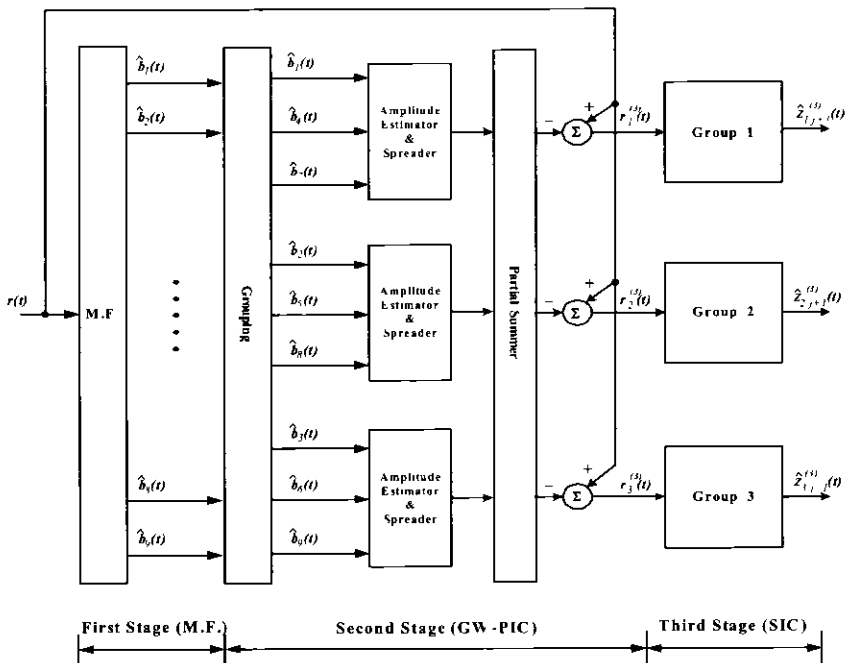 b̂₁(t)
b̂₂(t)
b̂₈(t)
b̂₉(t)
r(t)
M.F
Grouping
b̂₁(t)
b̂₄(t)
b̂₇(t)
b̂₂(t)
b̂₅(t)
b̂₈(t)
b̂₃(t)
b̂₆(t)
b̂₉(t)
Amplitude
Estimator
&
Spreader
Amplitude
Estimator
&
Spreader
Amplitude
Estimator
&
Spreader
Partial Summer
− + Σ
− + Σ
− + Σ
r₁⁽³⁾(t)
r₂⁽³⁾(t)
r₃⁽³⁾(t)
Group 1
Group 2
Group 3
First Stage (M.F.)
Second Stage (GW-PIC)
Third Stage (SIC)